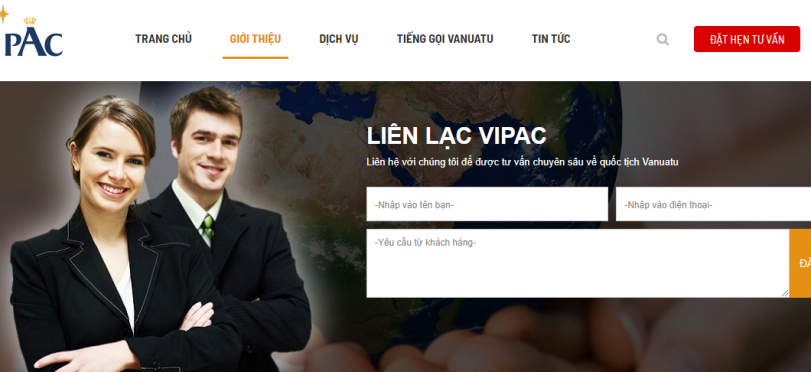 PAC
TRANG CHỦ
GIỚI THIỆU
DỊCH VỤ
TIẾNG GỌI VANUATU
TIN TỨC
ĐẶT HẸN TƯ VẤN
LIÊN LẠC VIPAC
Liên hệ với chúng tôi để được tư vấn chuyên sâu về quốc tịch Vanuatu
-Nhập vào tên bạn-
-Nhập vào điện thoại-
-Yêu cầu từ khách hàng-